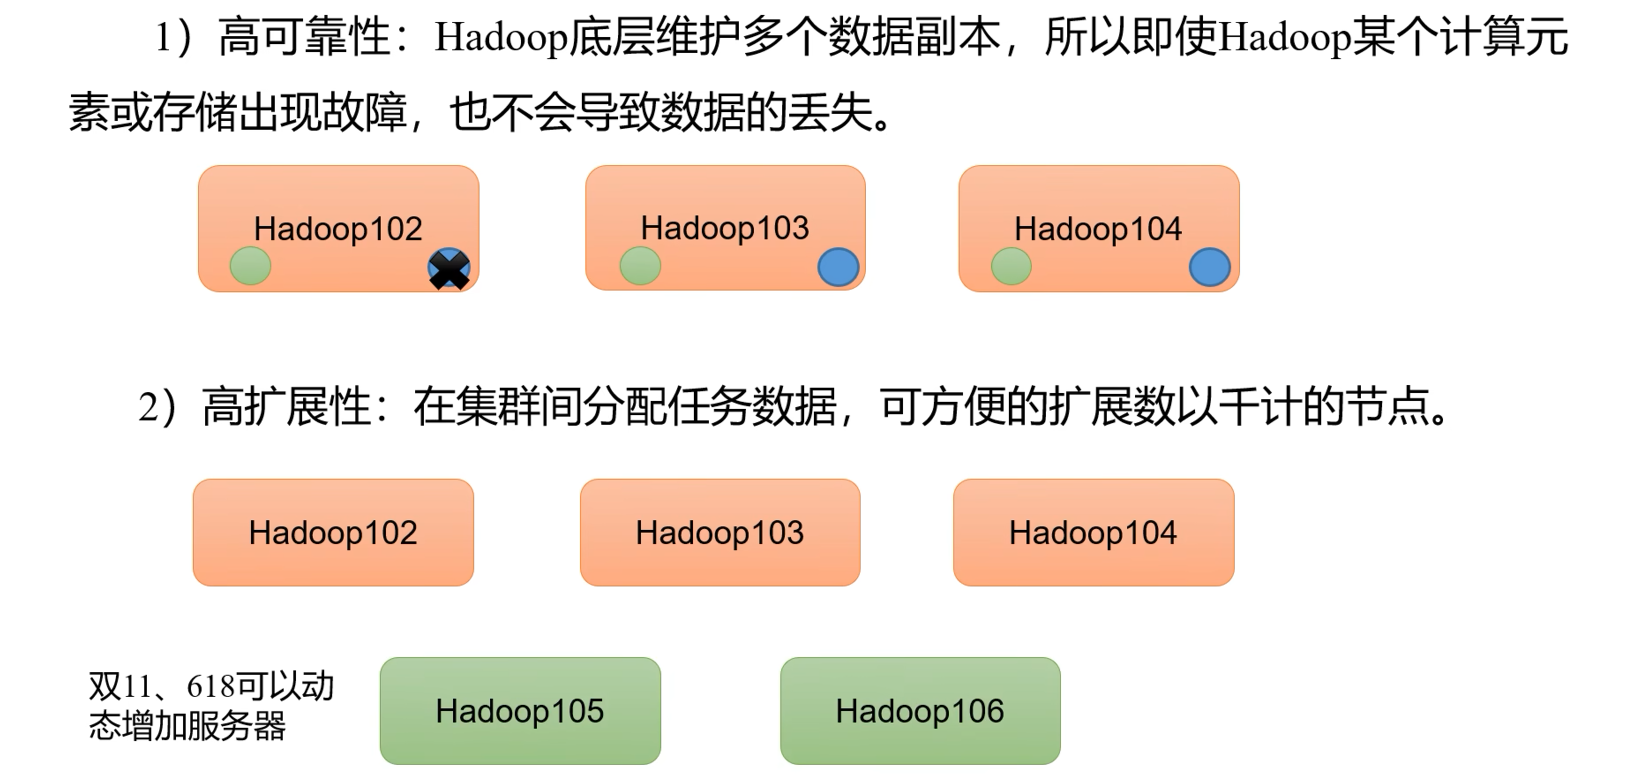 1）高可靠性：Hadoop底层维护多个数据副本，所以即使Hadoop某个计算元
素或存储出现故障，也不会导致数据的丢失。
Hadoop102
Hadoop103
Hadoop104
2）高扩展性：在集群间分配任务数据，可方便的扩展数以千计的节点。
Hadoop102
Hadoop103
Hadoop104
双11、618可以动
态增加服务器
Hadoop105
Hadoop106